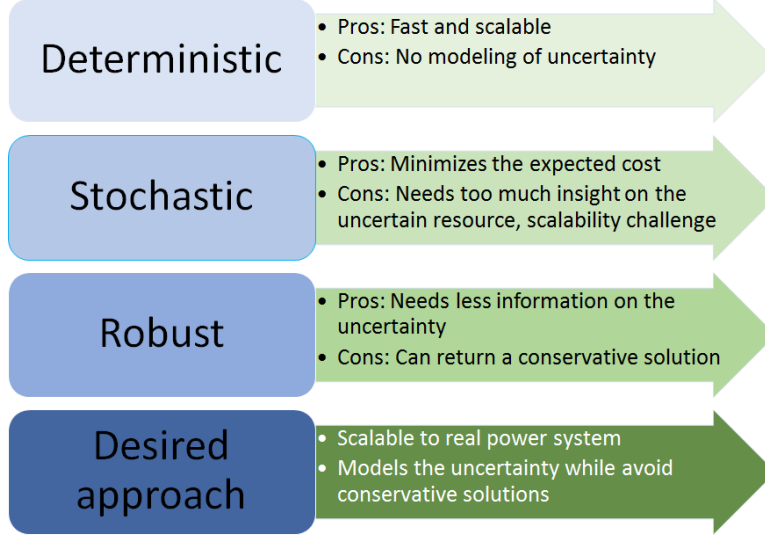 Deterministic
• Pros: Fast and scalable
• Cons: No modeling of uncertainty
Stochastic
• Pros: Minimizes the expected cost
• Cons: Needs too much insight on the
uncertain resource, scalability challenge
Robust
• Pros: Needs less information on the
uncertainty
• Cons: Can return a conservative solution
Desired
approach
• Scalable to real power system
• Models the uncertainty while avoid
conservative solutions